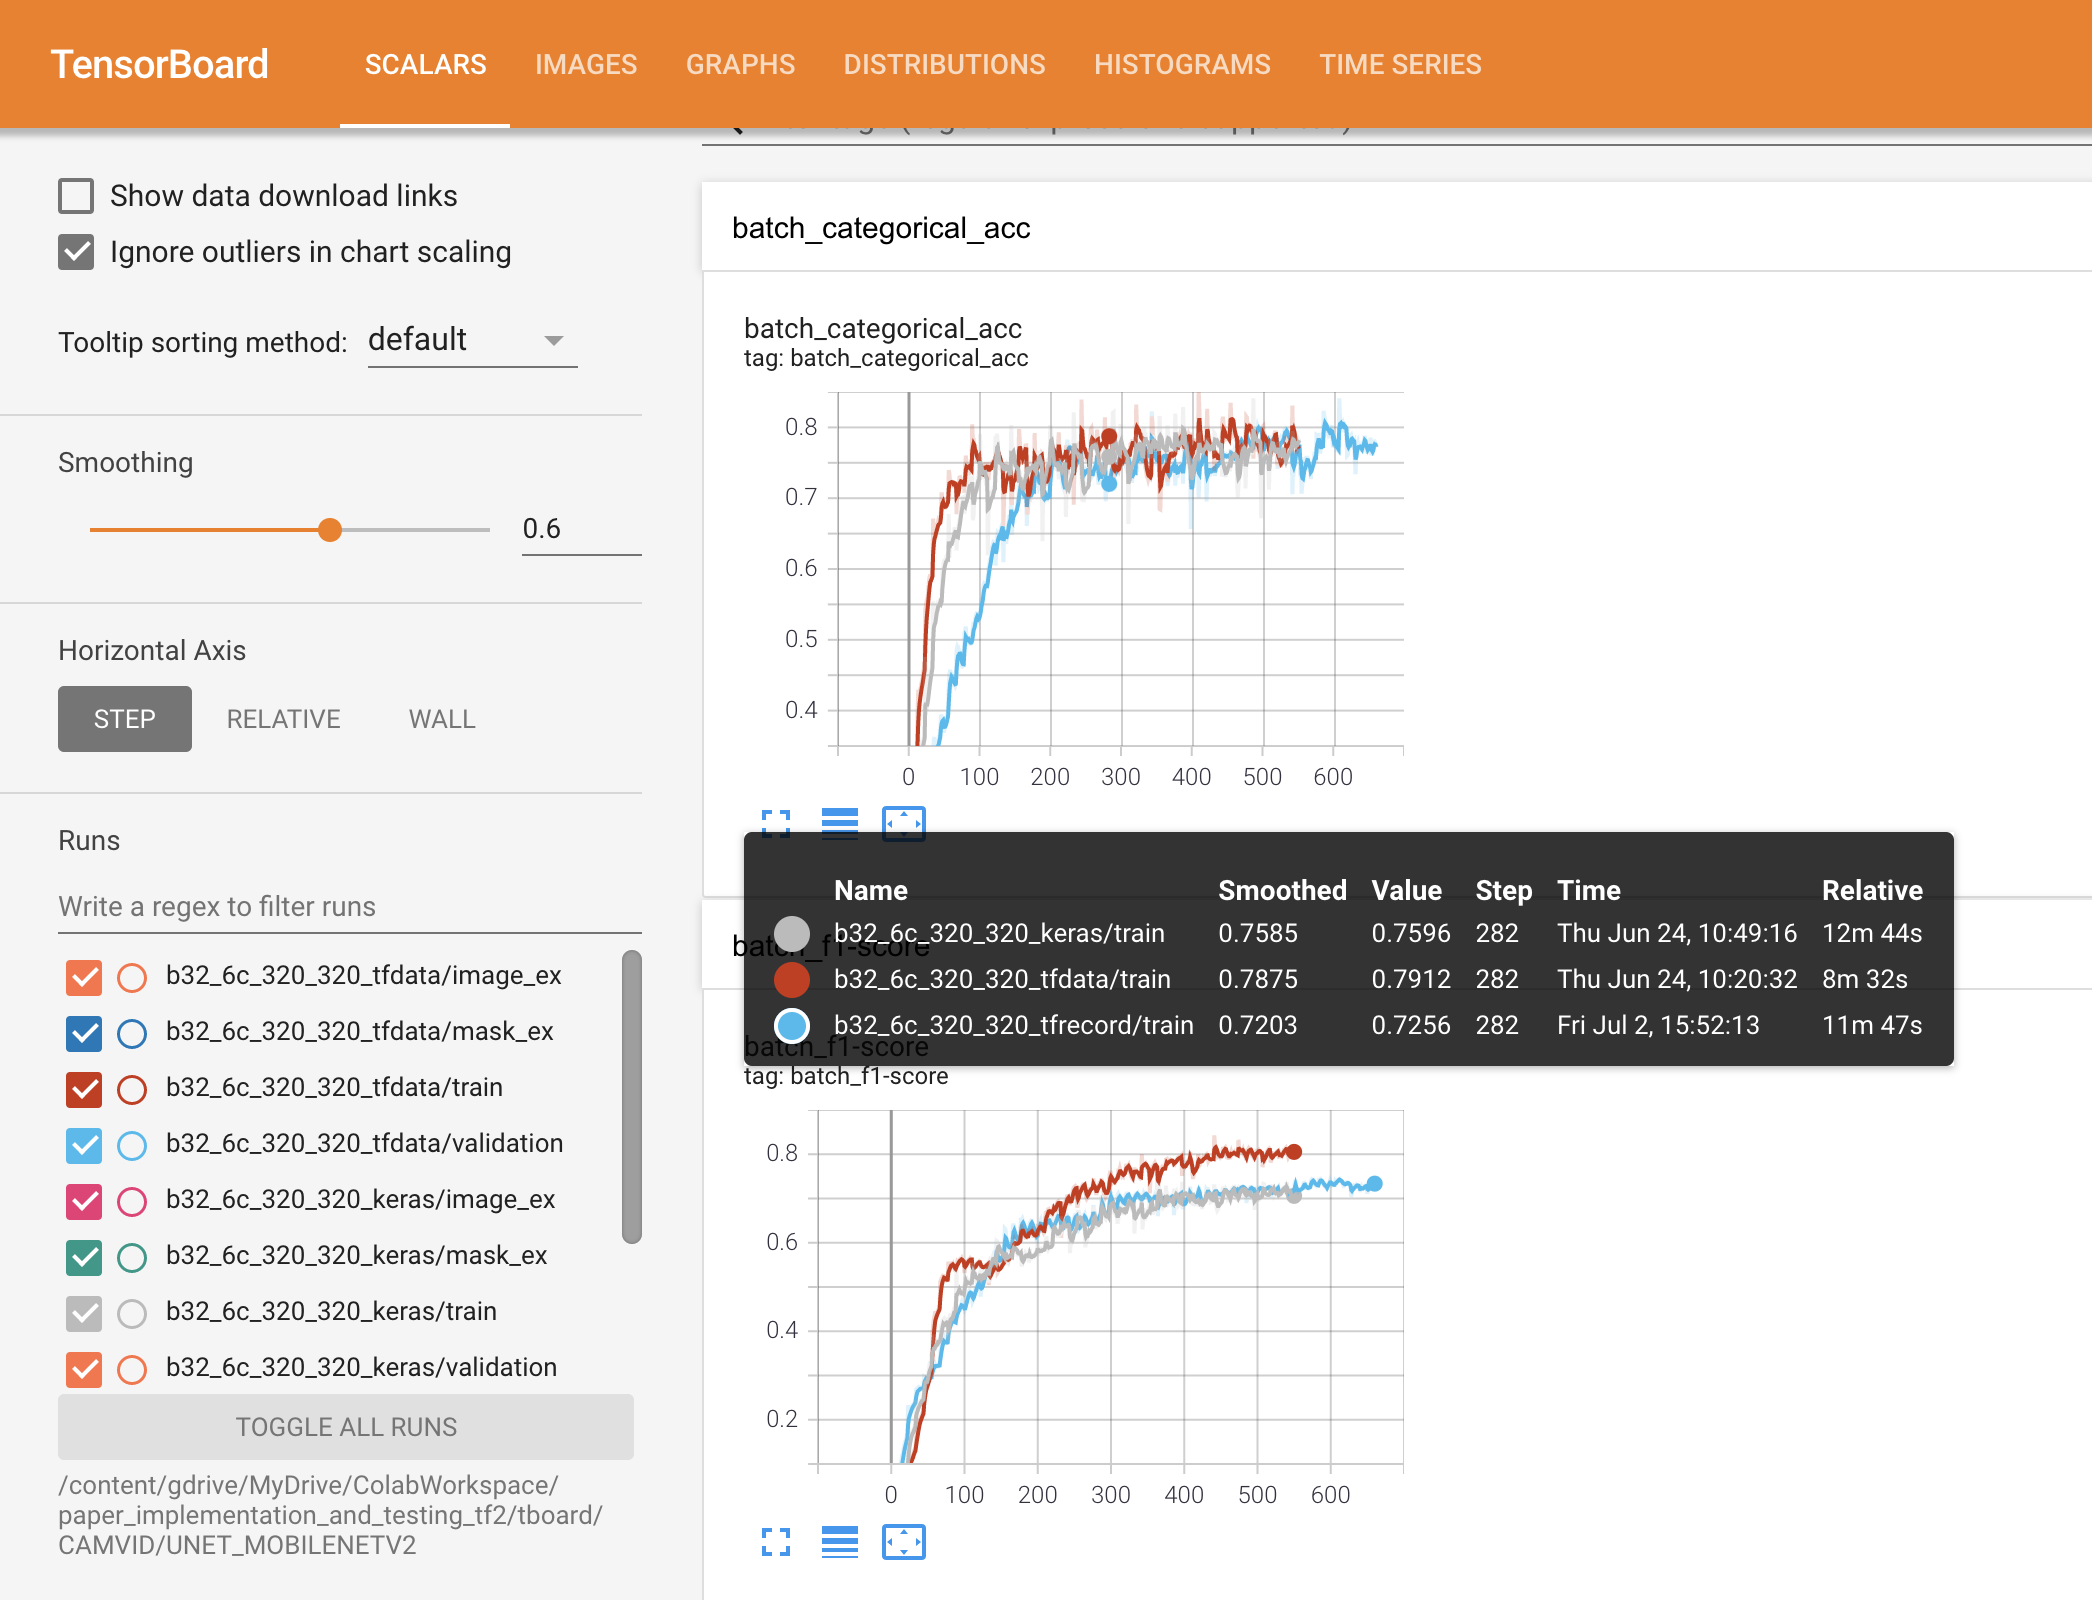 TensorBoard SCALARS IMAGES GRAPHS DISTRIBUTIONS HISTOGRAMS TIME SERIES
Show data download links
Ignore outliers in chart scaling
Tooltip sorting method: default
Smoothing
0.6
Horizontal Axis
STEP RELATIVE WALL
Runs
Write a regex to filter runs
b32_6c_320_320_tfdata/image_ex
b32_6c_320_320_tfdata/mask_ex
b32_6c_320_320_tfdata/train
b32_6c_320_320_tfdata/validation
b32_6c_320_320_keras/image_ex
b32_6c_320_320_keras/mask_ex
b32_6c_320_320_keras/train
b32_6c_320_320_keras/validation
TOGGLE ALL RUNS
/content/gdrive/MyDrive/ColabWorkspace/
paper_implementation_and_testing_tf2/tboard/
CAMVID/UNET_MOBILENETV2
batch_categorical_acc
batch_categorical_acc
tag: batch_categorical_acc
0.8
0.7
0.6
0.5
0.4
0 100 200 300 400 500 600
Name Smoothed Value Step Time Relative
b32_6c_320_320_keras/train 0.7585 0.7596 282 Thu Jun 24, 10:49:16 12m 44s
b32_6c_320_320_tfdata/train 0.7875 0.7912 282 Thu Jun 24, 10:20:32 8m 32s
b32_6c_320_320_tfrecord/train 0.7203 0.7256 282 Fri Jul 2, 15:52:13 11m 47s
batch_f1-score
batch_f1-score
tag: batch_f1-score
0.8
0.6
0.4
0.2
0 100 200 300 400 500 600